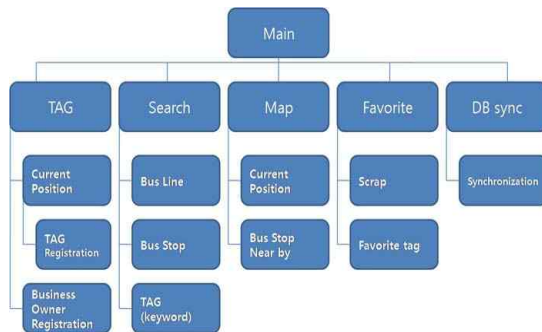 Main
TAG
Search
Map
Favorite
DB sync
Current
Position
TAG
Registration
Business
Owner
Registration
Bus Line
Bus Stop
TAG
(keyword)
Current
Position
Bus Stop
Near by
Scrap
Favorite tag
Synchronization